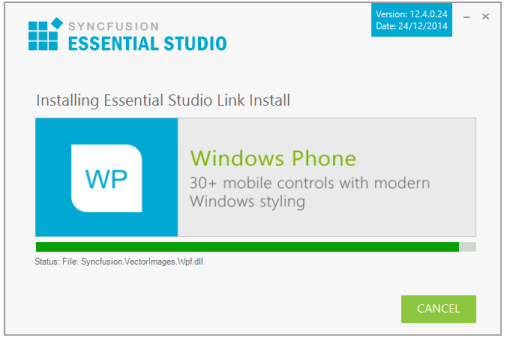 SYNCFUSION
ESSENTIAL STUDIO
Version: 12.4.0.24
Date: 24/12/2014
Installing Essential Studio Link Install
WP
Windows Phone
30+ mobile controls with modern
Windows styling
Status: File: Syncfusion.VectorImages.Wpf.dll
CANCEL